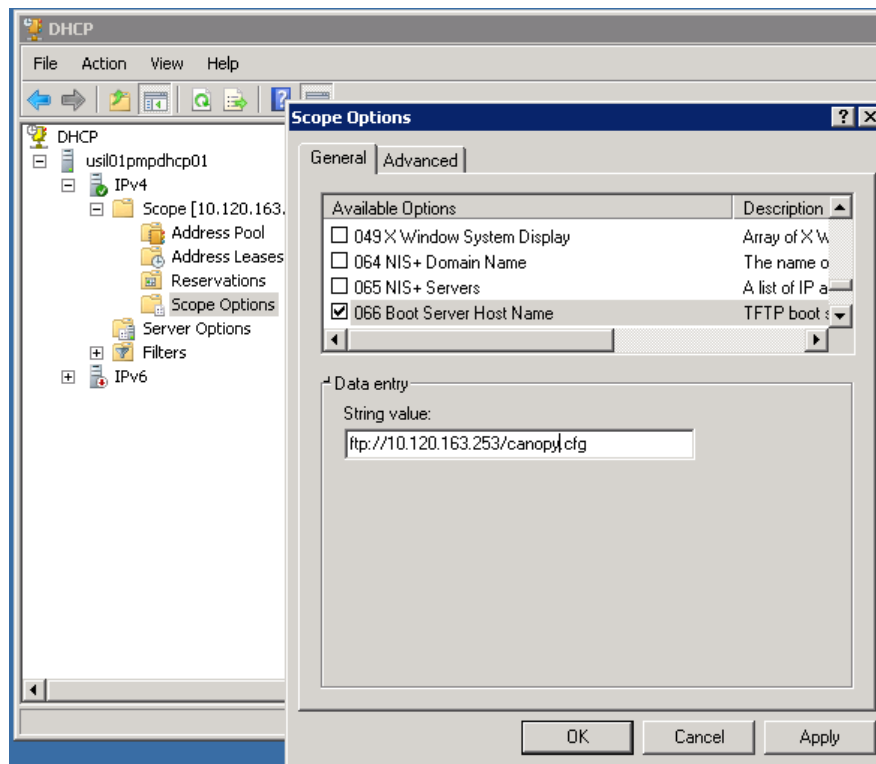 DHCP
File Action View Help
DHCP
usil01pmpdhcp01
IPv4
Scope [10.120.163.
Address Pool
Address Leases
Reservations
Scope Options
Server Options
Filters
IPv6
Scope Options
General Advanced
Available Options Description
049 X Window System Display Array of X W
064 NIS+ Domain Name The name o
065 NIS+ Servers A list of IP a
066 Boot Server Host Name TFTP boot s
Data entry
String value:
ftp://10.120.163.253/canopy.cfg
OK Cancel Apply